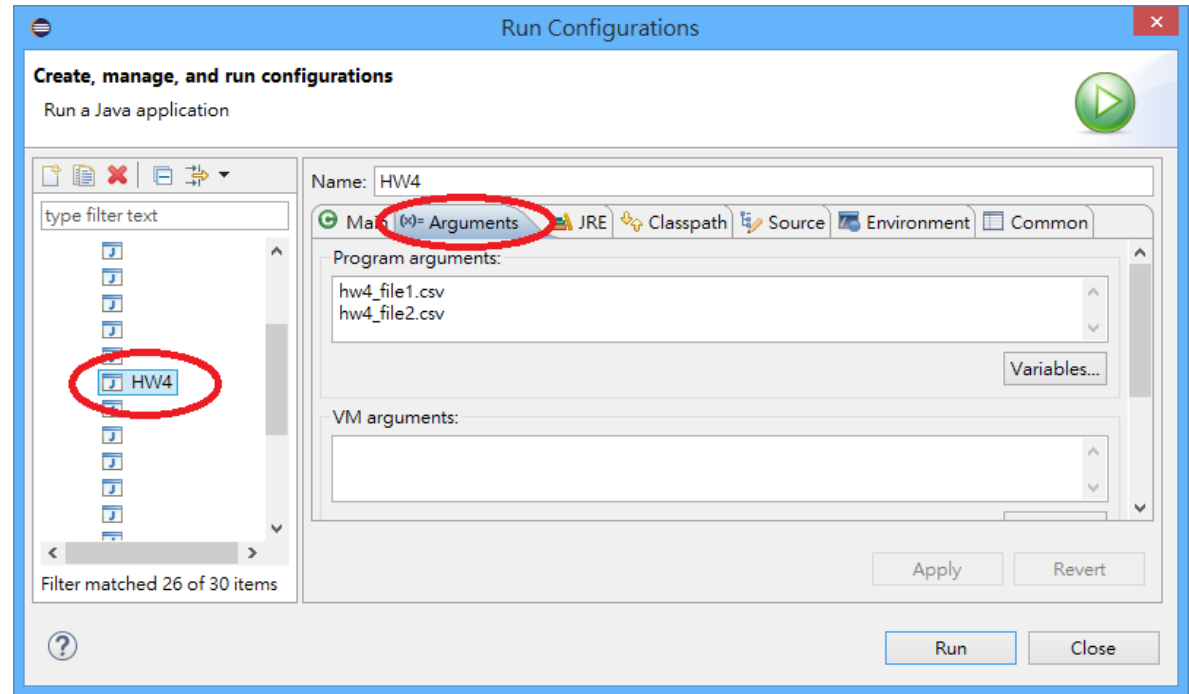 Run Configurations
Create, manage, and run configurations
Run a Java application
type filter text
HW4
Filter matched 26 of 30 items
Name: HW4
Main (x)= Arguments JRE Classpath Source Environment Common
Program arguments:
hw4_file1.csv
hw4_file2.csv
Variables...
VM arguments:
Apply Revert
Run Close